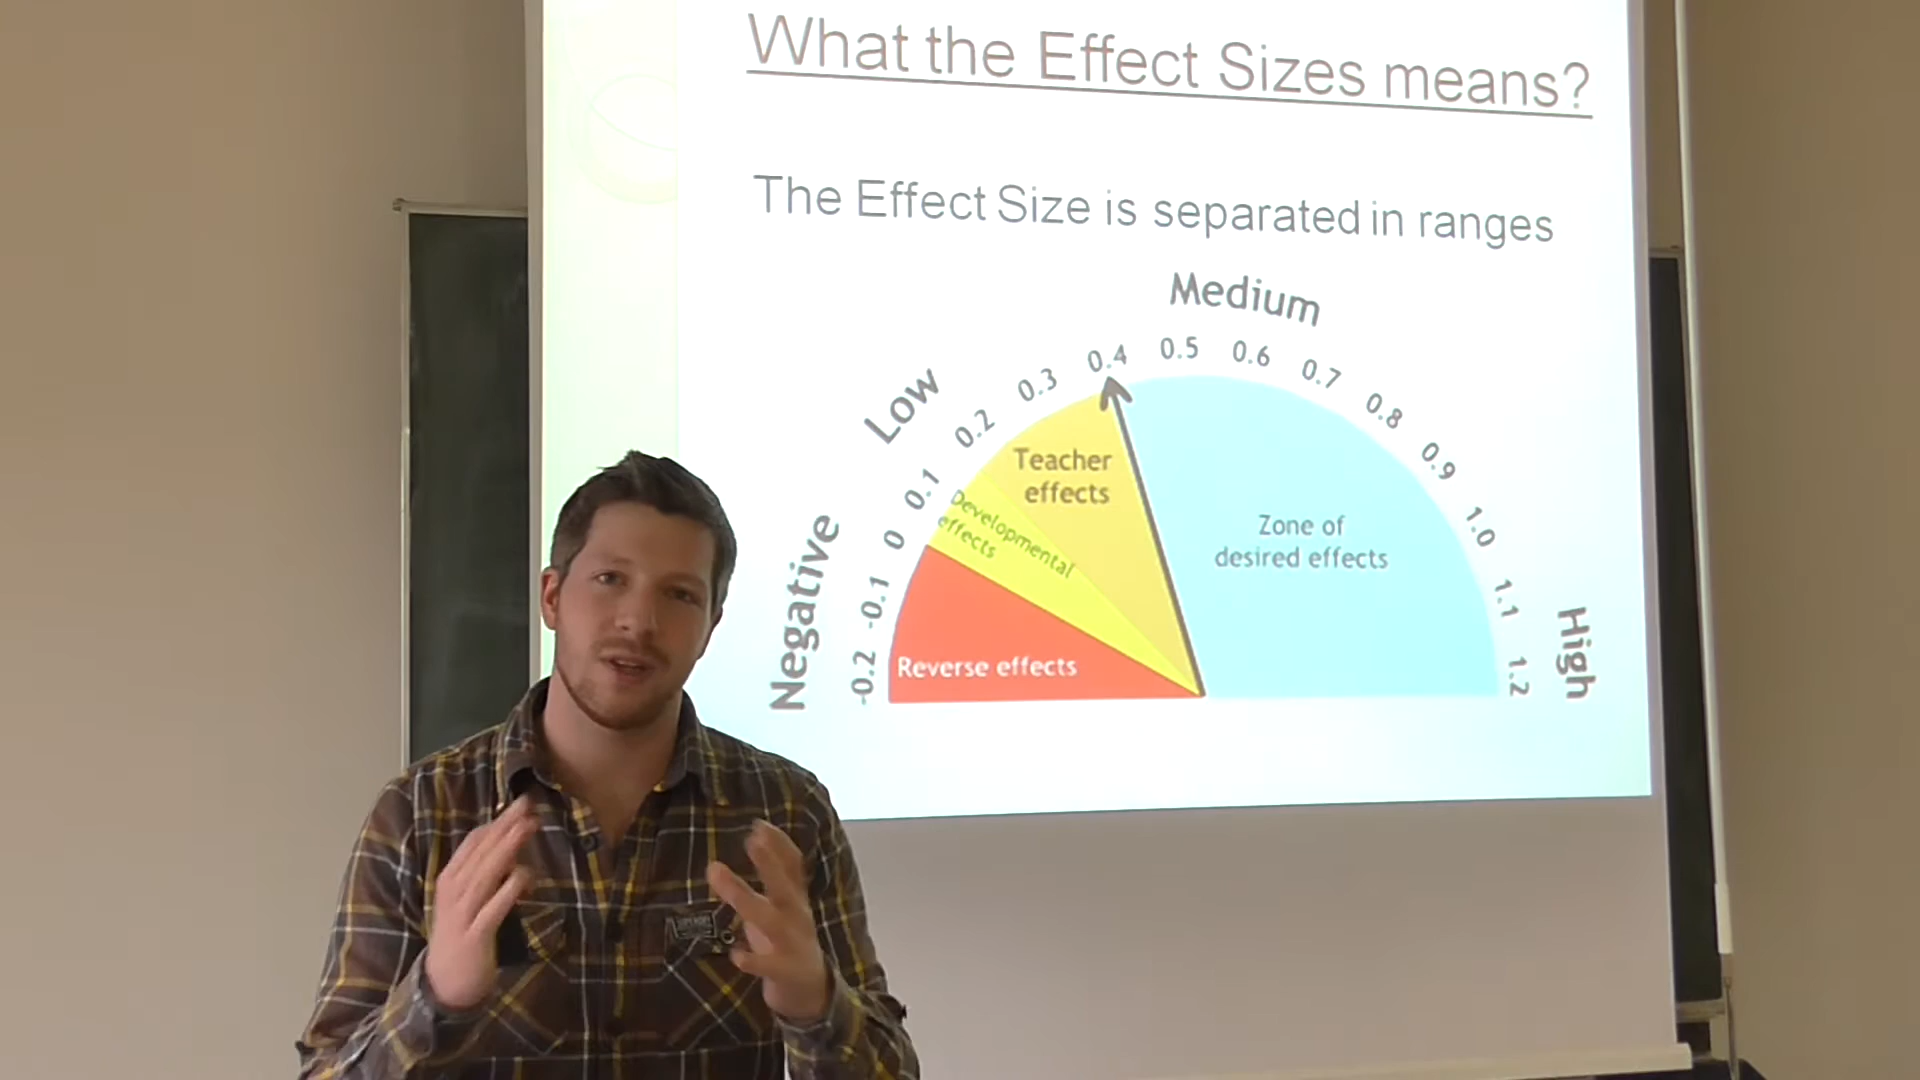 What the Effect Sizes means?
The Effect Size is separated in ranges
Negative
Low
Medium
High
-0.2
-0.1
0
0.1
0.2
0.3
0.4
0.5
0.6
0.7
0.8
0.9
1.0
1.1
1.2
Reverse effects
Developmental
effects
Teacher
effects
Zone of
desired effects